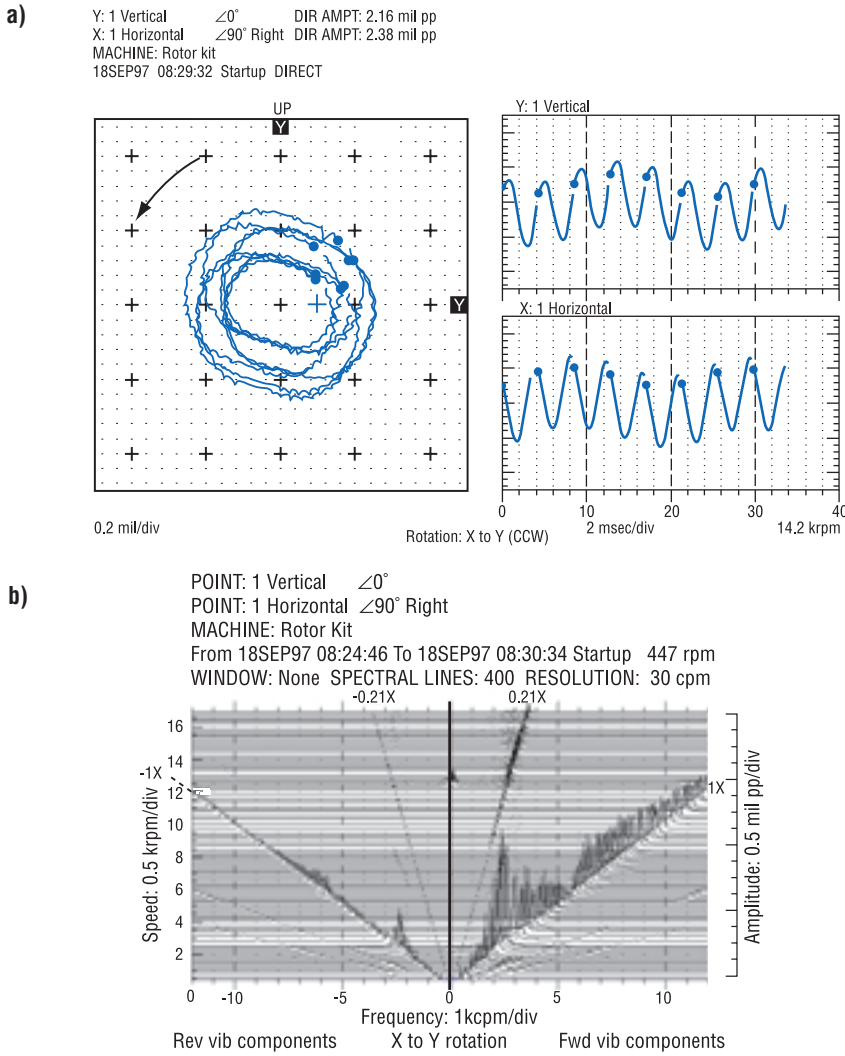 a)
Y: 1 Vertical ∠0° DIR AMPT: 2.16 mil pp
X: 1 Horizontal ∠90° Right DIR AMPT: 2.38 mil pp
MACHINE: Rotor kit
18SEP97 08:29:32 Startup DIRECT
UP
Y
Y
0.2 mil/div
Rotation: X to Y (CCW)
Y: 1 Vertical
X: 1 Horizontal
0 10 20 30 40
2 msec/div
14.2 krpm
b)
POINT: 1 Vertical ∠0°
POINT: 1 Horizontal ∠90° Right
MACHINE: Rotor Kit
From 18SEP97 08:24:46 To 18SEP97 08:30:34 Startup 447 rpm
WINDOW: None SPECTRAL LINES: 400 RESOLUTION: 30 cpm
-0.21X 0.21X
-1X
1X
Speed: 0.5 krpm/div
16
14
12
10
8
6
4
2
Amplitude: 0.5 mil pp/div
0 -10 -5 0 5 10
Frequency: 1kcpm/div
Rev vib components X to Y rotation Fwd vib components